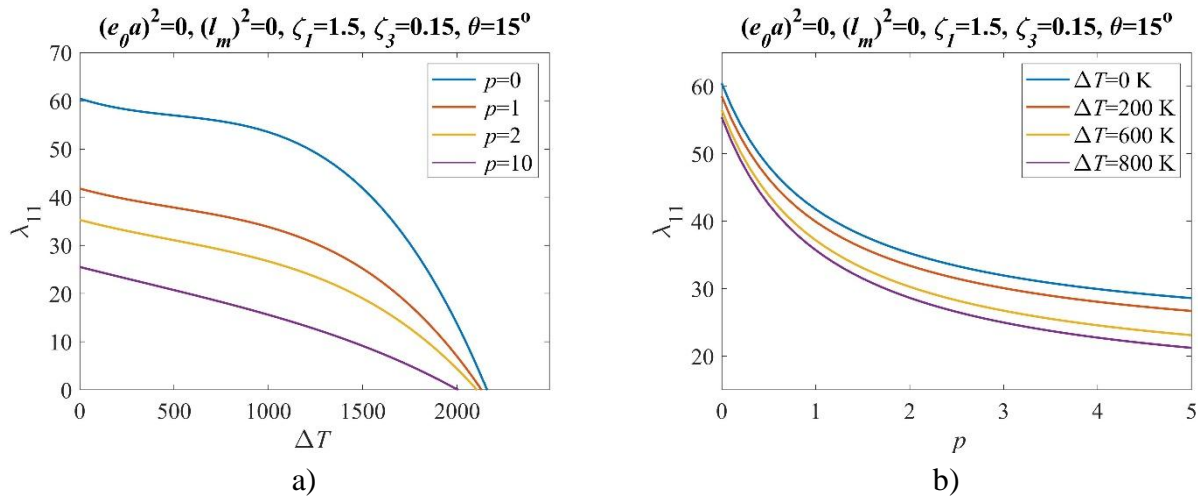 (e₀a)²=0, (lₘ)²=0, ζ₁=1.5, ζ₃=0.15, θ=15°
70
60
50
40
30
20
10
0
λ₁₁
p=0
p=1
p=2
p=10
0 500 1000 1500 2000
ΔT
a)
(e₀a)²=0, (lₘ)²=0, ζ₁=1.5, ζ₃=0.15, θ=15°
60
50
40
30
20
λ₁₁
ΔT=0 K
ΔT=200 K
ΔT=600 K
ΔT=800 K
0 1 2 3 4 5
p
b)